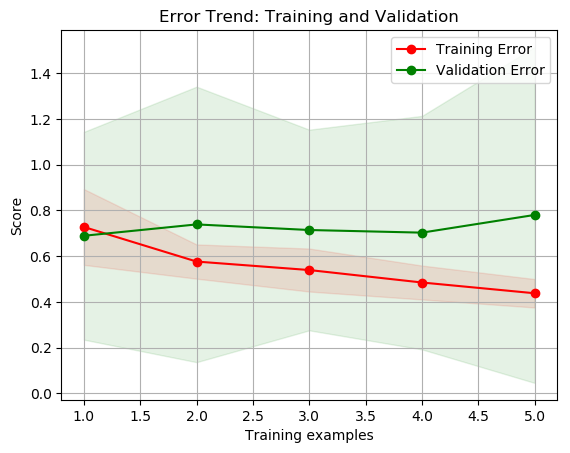 Error Trend: Training and Validation
Training Error
Validation Error
Score
1.4
1.2
1.0
0.8
0.6
0.4
0.2
0.0
1.0 1.5 2.0 2.5 3.0 3.5 4.0 4.5 5.0
Training examples